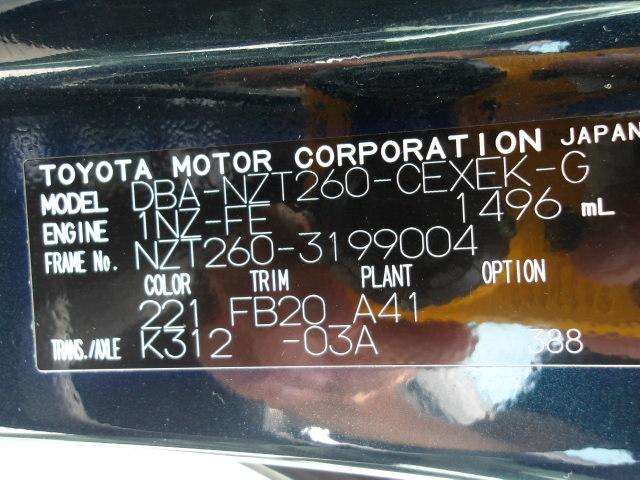 TOYOTA MOTOR CORPORATION JAPAN
MODEL DBA-NZT260-CEXEK-G
ENGINE 1NZ-FE 1496 mL
FRAME No. NZT260-3199004
COLOR TRIM PLANT OPTION
221 FB20 A41
TRANS./AXLE K312 -03A 388